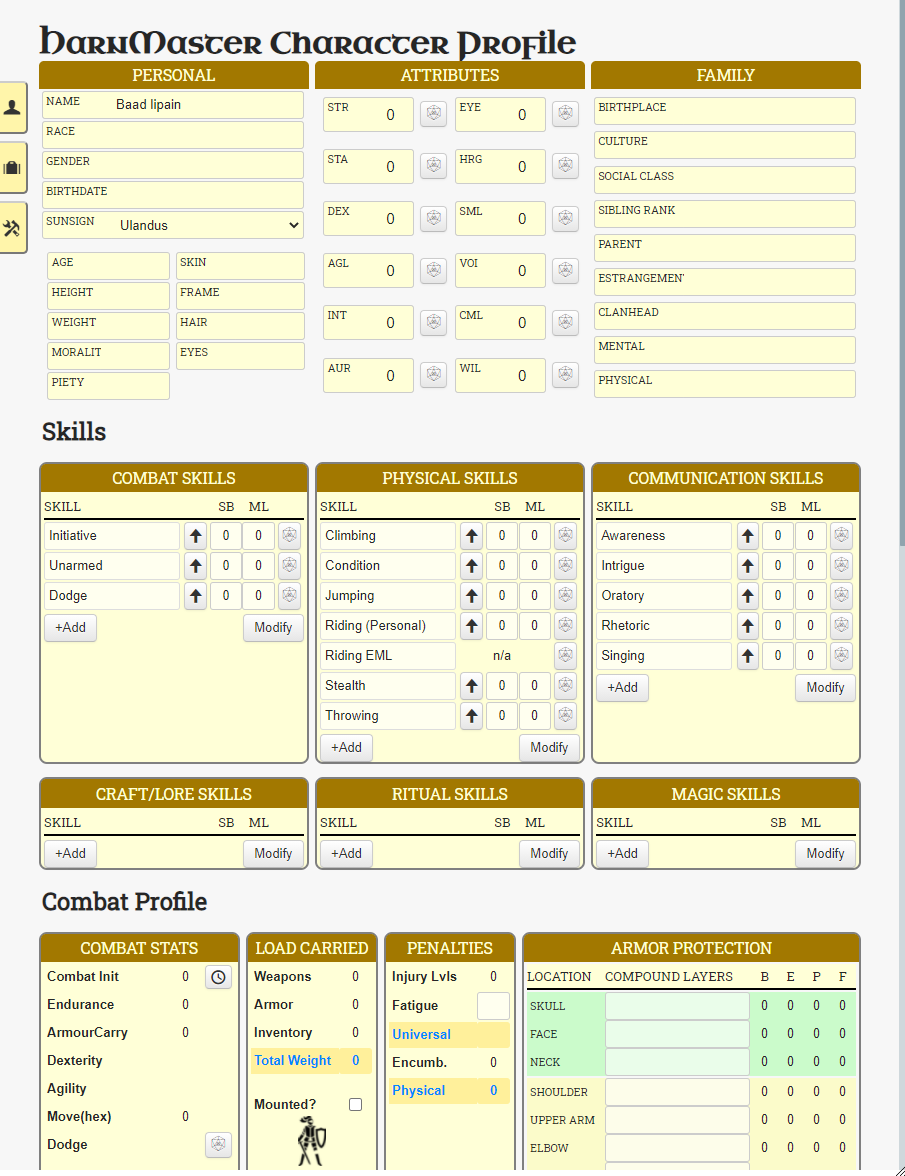 HarnMaster Character Profile
PERSONAL
NAME Baad lipain
RACE
GENDER
BIRTHDATE
SUNSIGN Ulandus
AGE SKIN
HEIGHT FRAME
WEIGHT HAIR
MORALIT EYES
PIETY
ATTRIBUTES
STR 0 EYE 0
STA 0 HRG 0
DEX 0 SML 0
AGL 0 VOI 0
INT 0 CML 0
AUR 0 WIL 0
FAMILY
BIRTHPLACE
CULTURE
SOCIAL CLASS
SIBLING RANK
PARENT
ESTRANGEMEN
CLANHEAD
MENTAL
PHYSICAL
Skills
COMBAT SKILLS
SKILL SB ML
Initiative 0 0
Unarmed 0 0
Dodge 0 0
+Add Modify
PHYSICAL SKILLS
SKILL SB ML
Climbing 0 0
Condition 0 0
Jumping 0 0
Riding (Personal) 0 0
Riding EML n/a
Stealth 0 0
Throwing 0 0
+Add Modify
COMMUNICATION SKILLS
SKILL SB ML
Awareness 0 0
Intrigue 0 0
Oratory 0 0
Rhetoric 0 0
Singing 0 0
+Add Modify
CRAFT/LORE SKILLS
SKILL SB ML
+Add Modify
RITUAL SKILLS
SKILL SB ML
+Add Modify
MAGIC SKILLS
SKILL SB ML
+Add Modify
Combat Profile
COMBAT STATS
Combat Init 0
Endurance 0
ArmourCarry 0
Dexterity
Agility
Move(hex) 0
Dodge
LOAD CARRIED
Weapons 0
Armor 0
Inventory 0
Total Weight 0
Mounted?
PENALTIES
Injury Lvls 0
Fatigue
Universal
Encumb. 0
Physical 0
ARMOR PROTECTION
LOCATION COMPOUND LAYERS B E P F
SKULL 0 0 0 0
FACE 0 0 0 0
NECK 0 0 0 0
SHOULDER 0 0 0 0
UPPER ARM 0 0 0 0
ELBOW 0 0 0 0